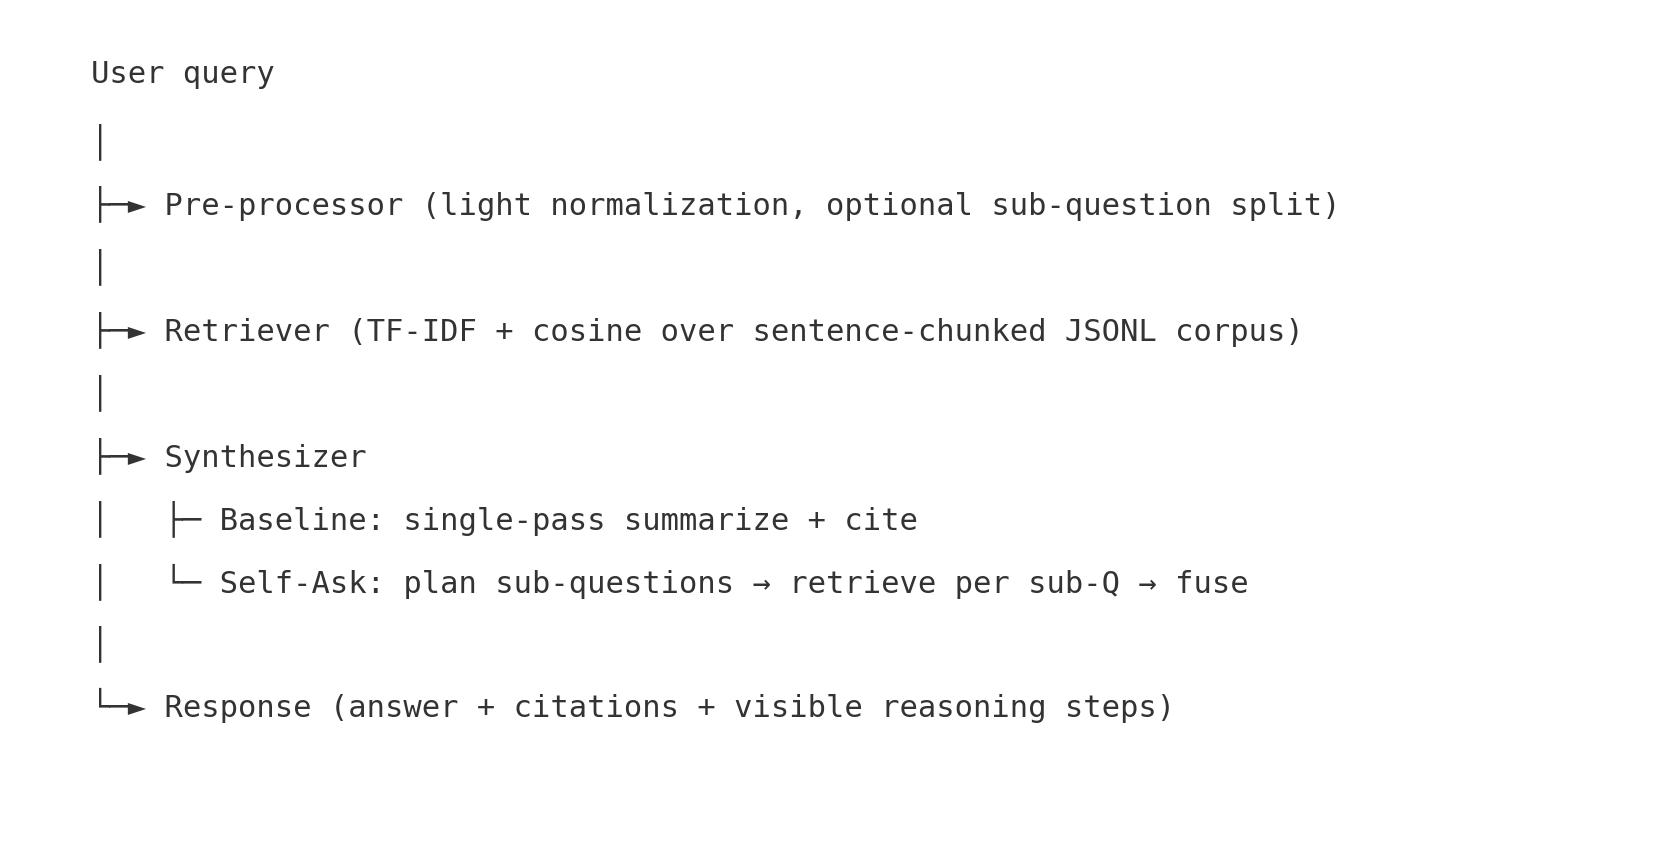 User query
│
├─► Pre-processor (light normalization, optional sub-question split)
│
├─► Retriever (TF-IDF + cosine over sentence-chunked JSONL corpus)
│
├─► Synthesizer
│   ├─ Baseline: single-pass summarize + cite
│   └─ Self-Ask: plan sub-questions → retrieve per sub-Q → fuse
│
└─► Response (answer + citations + visible reasoning steps)